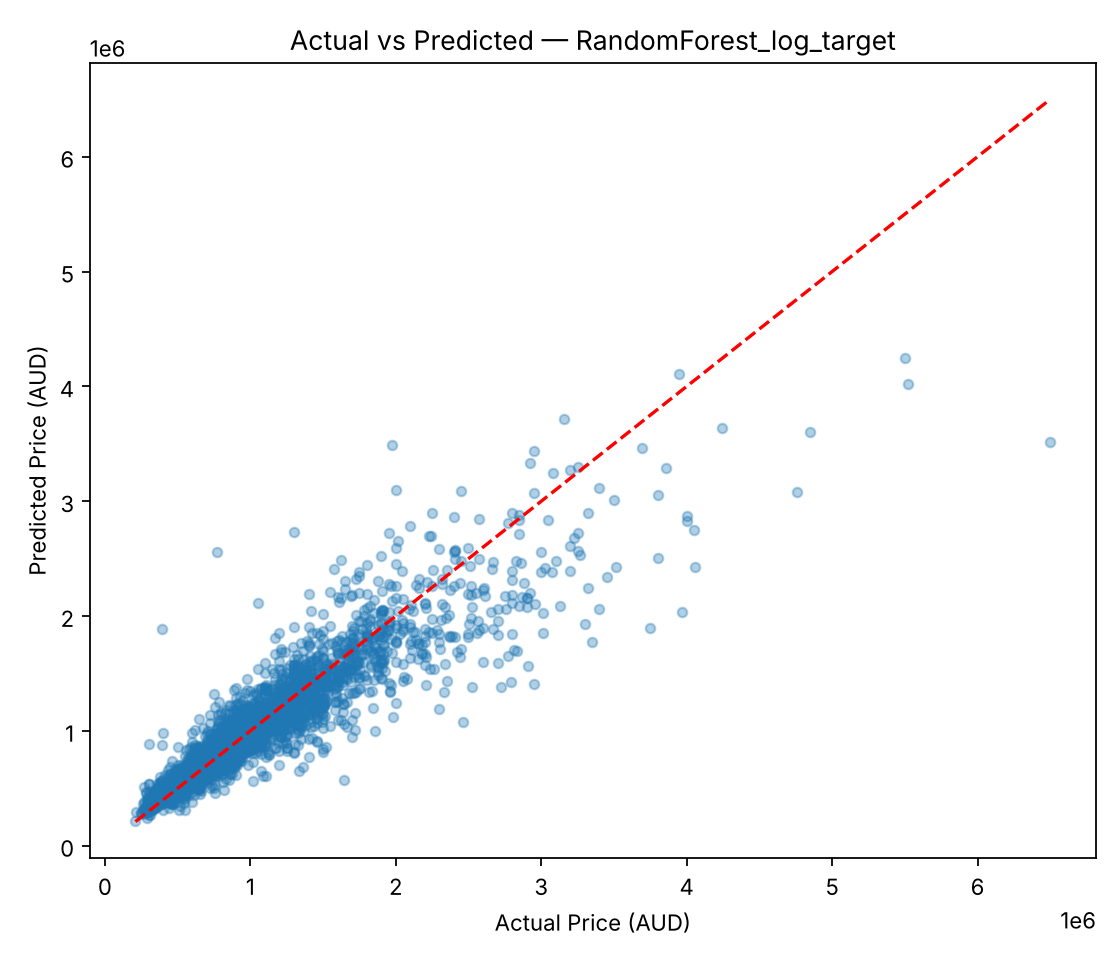 Actual vs Predicted — RandomForest_log_target
1e6
6
5
4
3
2
1
0
Predicted Price (AUD)
0 1 2 3 4 5 6
Actual Price (AUD)
1e6